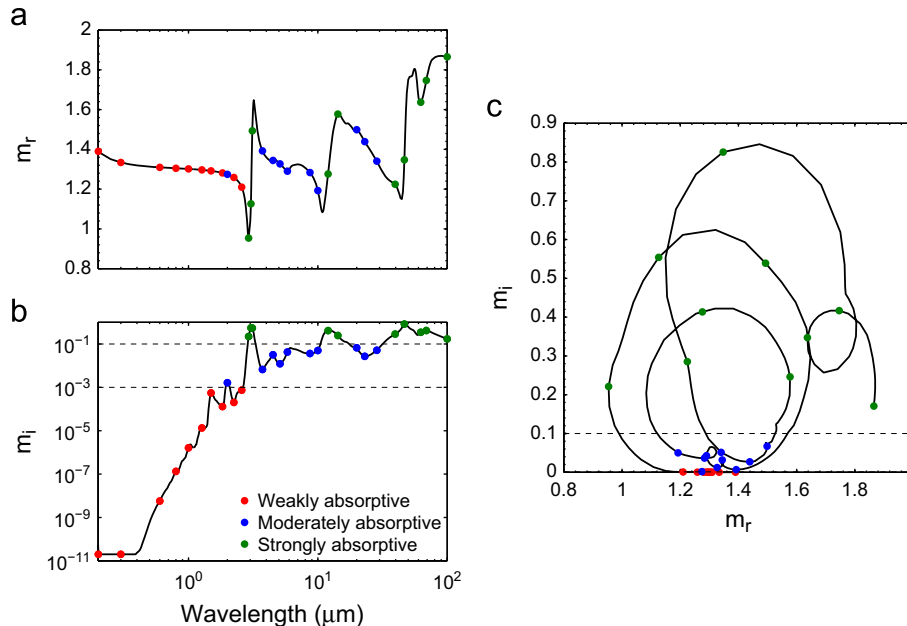 a
2
1.8
1.6
1.4
1.2
1
0.8
m_r
b
10^−1
10^−3
10^−5
10^−7
10^−9
10^−11
m_i
Weakly absorptive
Moderately absorptive
Strongly absorptive
10^0 10^1 10^2
Wavelength (μm)
c
0.9
0.8
0.7
0.6
0.5
0.4
0.3
0.2
0.1
0
m_i
0.8 1 1.2 1.4 1.6 1.8 2
m_r